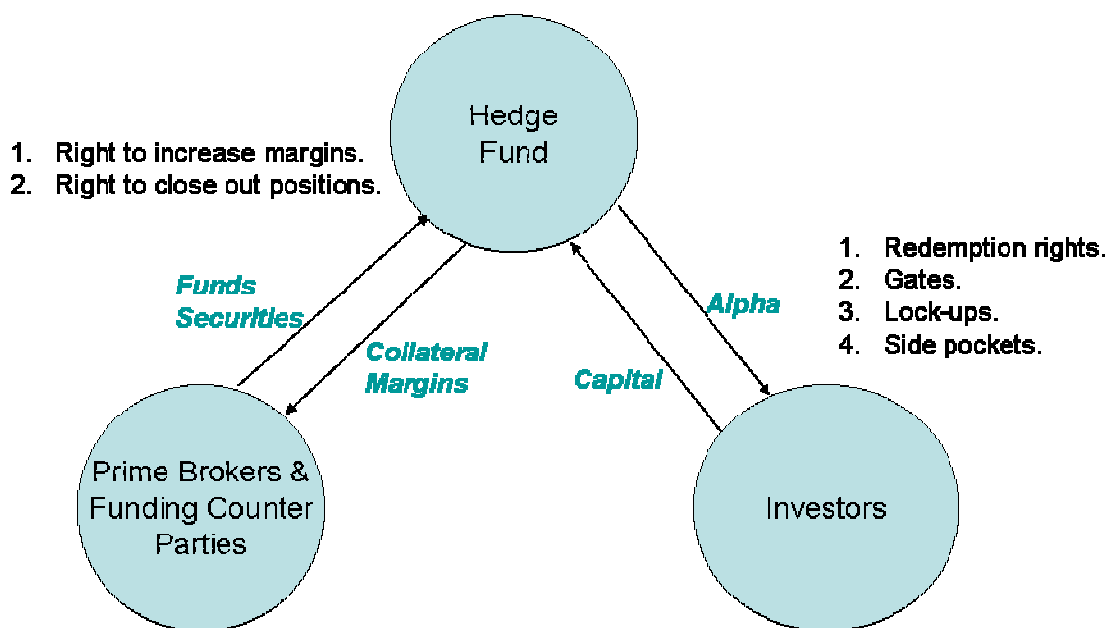 Hedge
Fund
1. Right to increase margins.
2. Right to close out positions.
1. Redemption rights.
2. Gates.
3. Lock-ups.
4. Side pockets.
Funds
Securities
Alpha
Collateral
Margins
Capital
Prime Brokers &
Funding Counter
Parties
Investors